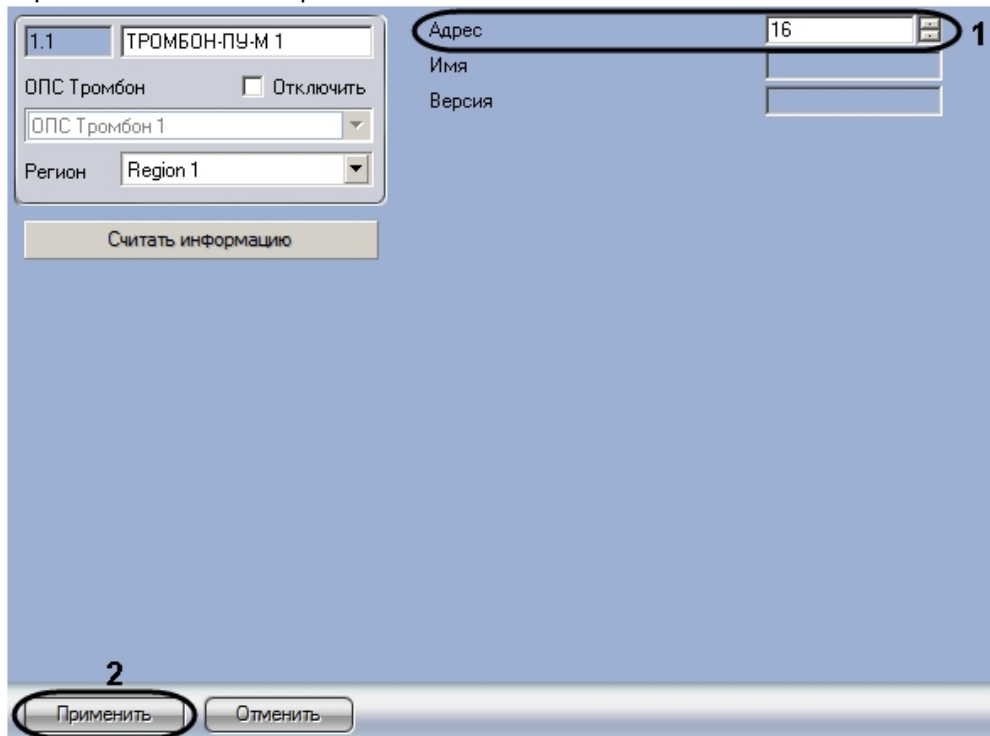 1.1 ТРОМБОН-ПУ-М 1
ОПС Тромбон Отключить
ОПС Тромбон 1
Регион Region 1
Считать информацию
Адрес 16 1
Имя
Версия
2
Применить Отменить